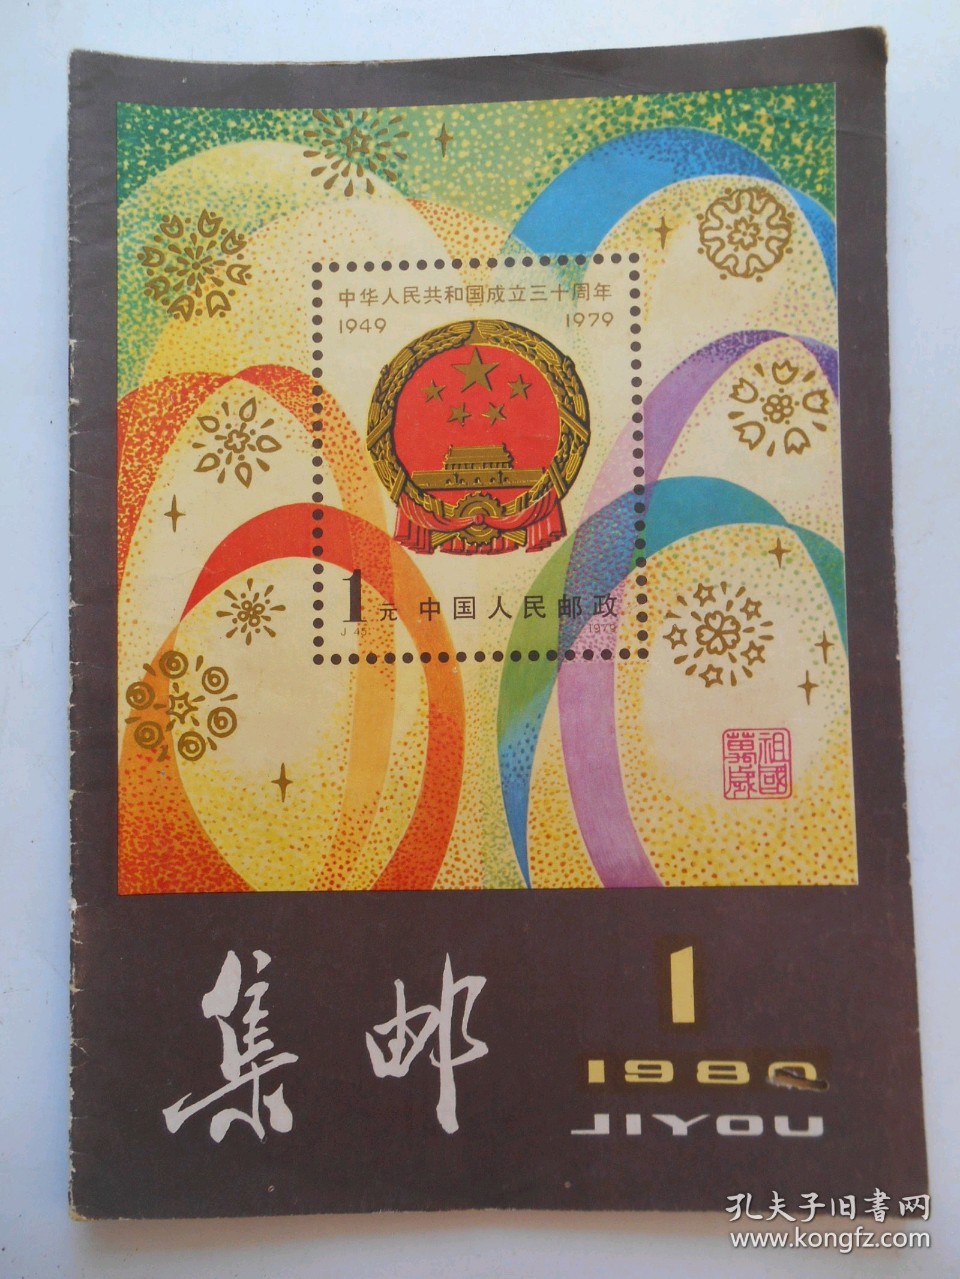 中华人民共和国成立三十周年
1949 1979
1元 中国人民邮政
J 45. 1979
祖國
萬歲
集邮
1
1980
JIYOU
孔夫子旧書网
www.kongfz.com